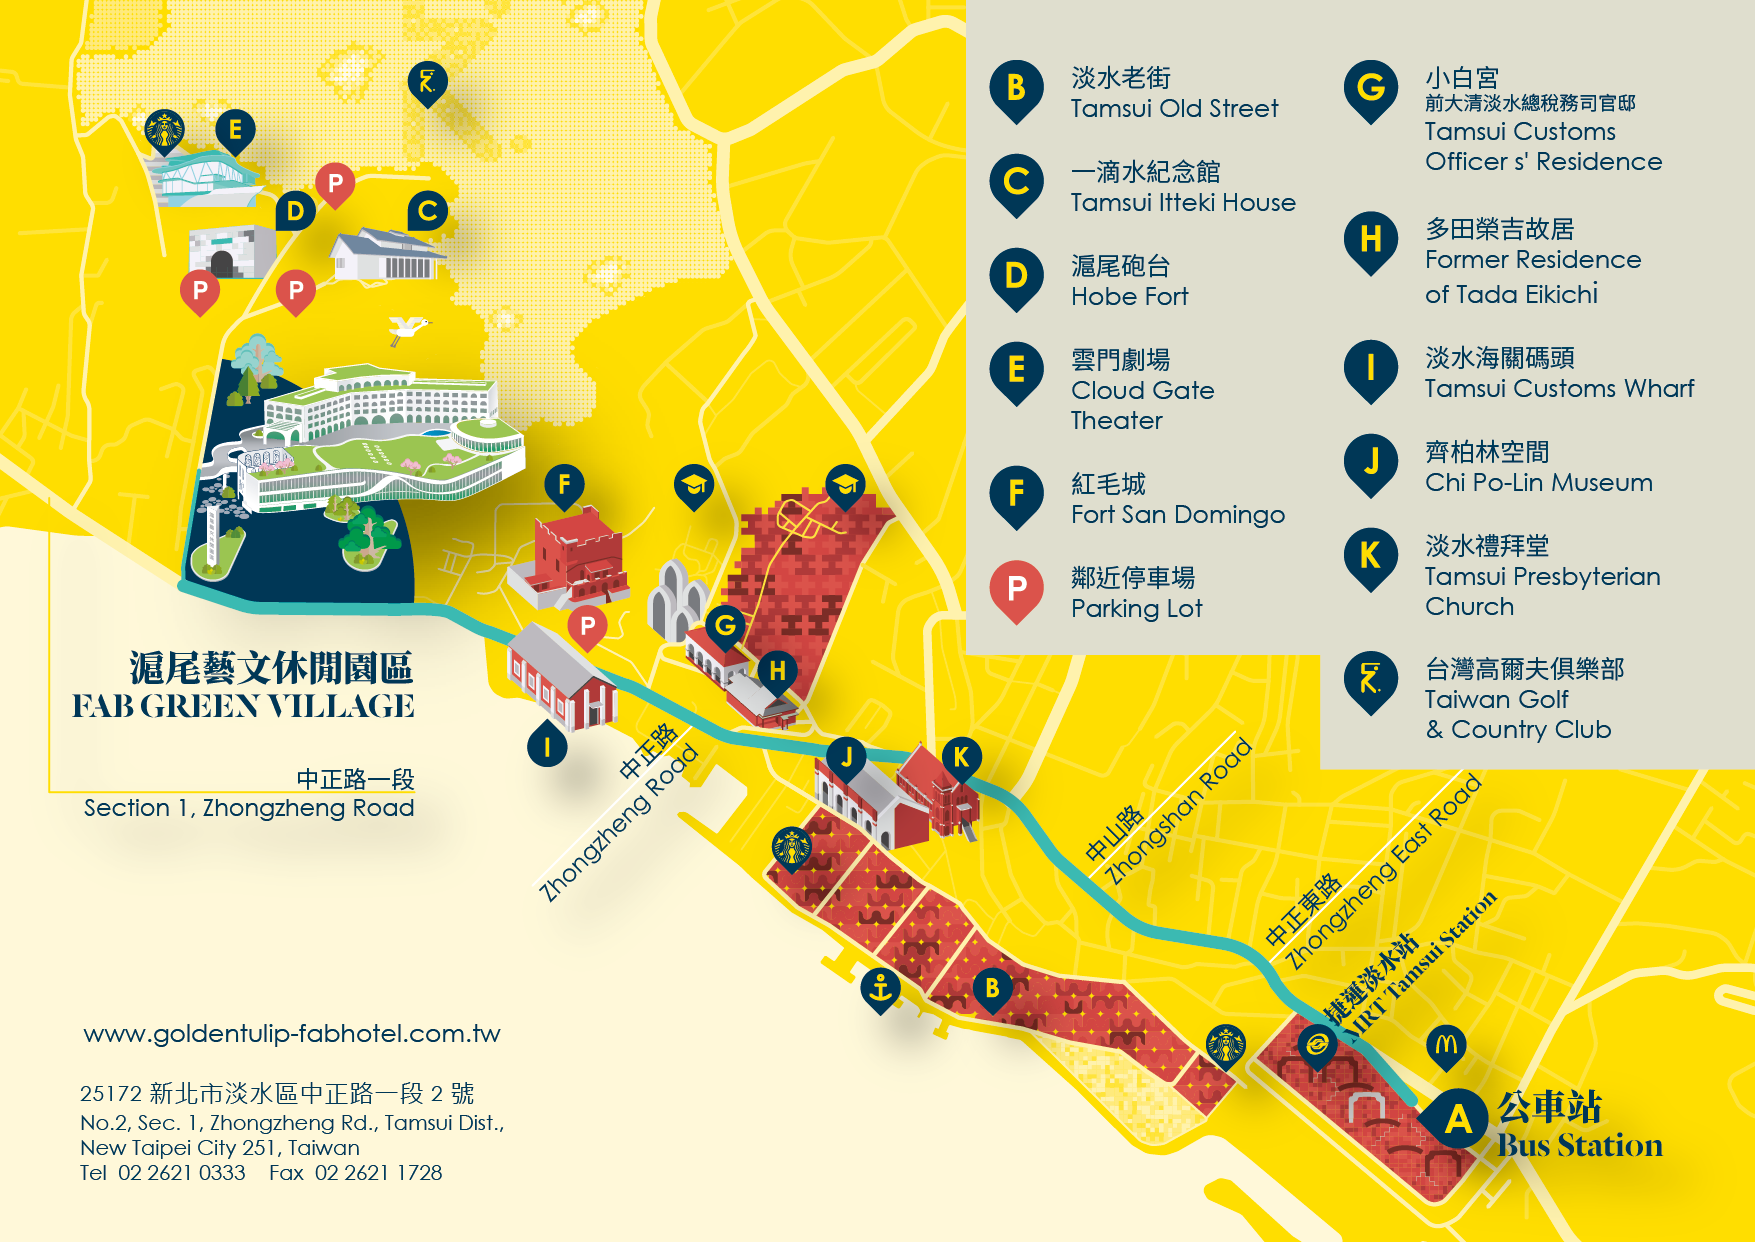 B
淡水老街
Tamsui Old Street
C
一滴水紀念館
Tamsui Itteki House
D
滬尾砲台
Hobe Fort
E
雲門劇場
Cloud Gate
Theater
F
紅毛城
Fort San Domingo
P
鄰近停車場
Parking Lot
G
小白宮
前大清淡水總稅務司官邸
Tamsui Customs
Officer s' Residence
H
多田榮吉故居
Former Residence
of Tada Eikichi
I
淡水海關碼頭
Tamsui Customs Wharf
J
齊柏林空間
Chi Po-Lin Museum
K
淡水禮拜堂
Tamsui Presbyterian
Church
台灣高爾夫俱樂部
Taiwan Golf
& Country Club
E
P
D
C
P
P
F
P
G
H
I
J
K
B
A
滬尾藝文休閒園區
FAB GREEN VILLAGE
中正路一段
Section 1, Zhongzheng Road
中正路
Zhongzheng Road
中山路
Zhongshan Road
中正東路
Zhongzheng East Road
捷運淡水站
MRT Tamsui Station
公車站
Bus Station
www.goldentulip-fabhotel.com.tw
25172 新北市淡水區中正路一段 2 號
No.2, Sec. 1, Zhongzheng Rd., Tamsui Dist.,
New Taipei City 251, Taiwan
Tel 02 2621 0333 Fax 02 2621 1728